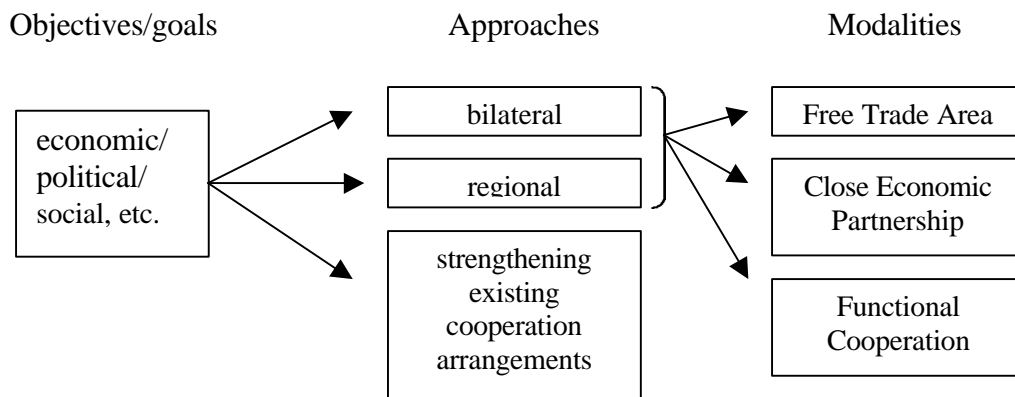 Objectives/goals
Approaches
Modalities
economic/
political/
social, etc.
bilateral
regional
strengthening
existing
cooperation
arrangements
Free Trade Area
Close Economic
Partnership
Functional
Cooperation